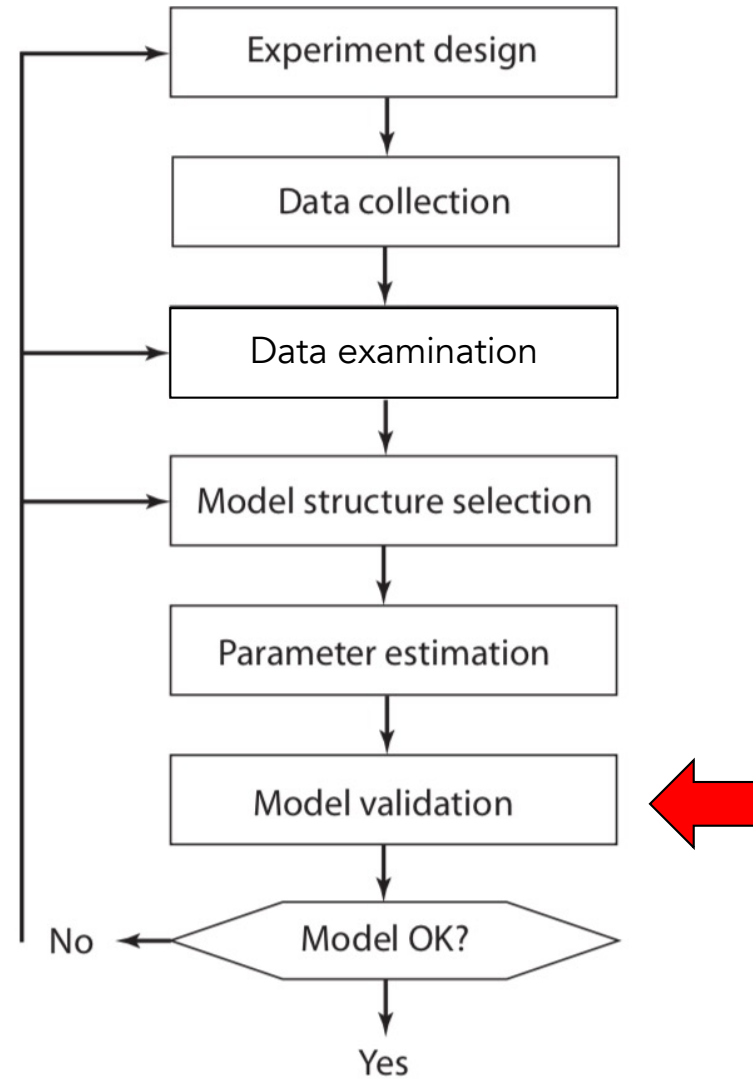 Experiment design
Data collection
Data examination
Model structure selection
Parameter estimation
Model validation
Model OK?
No
Yes